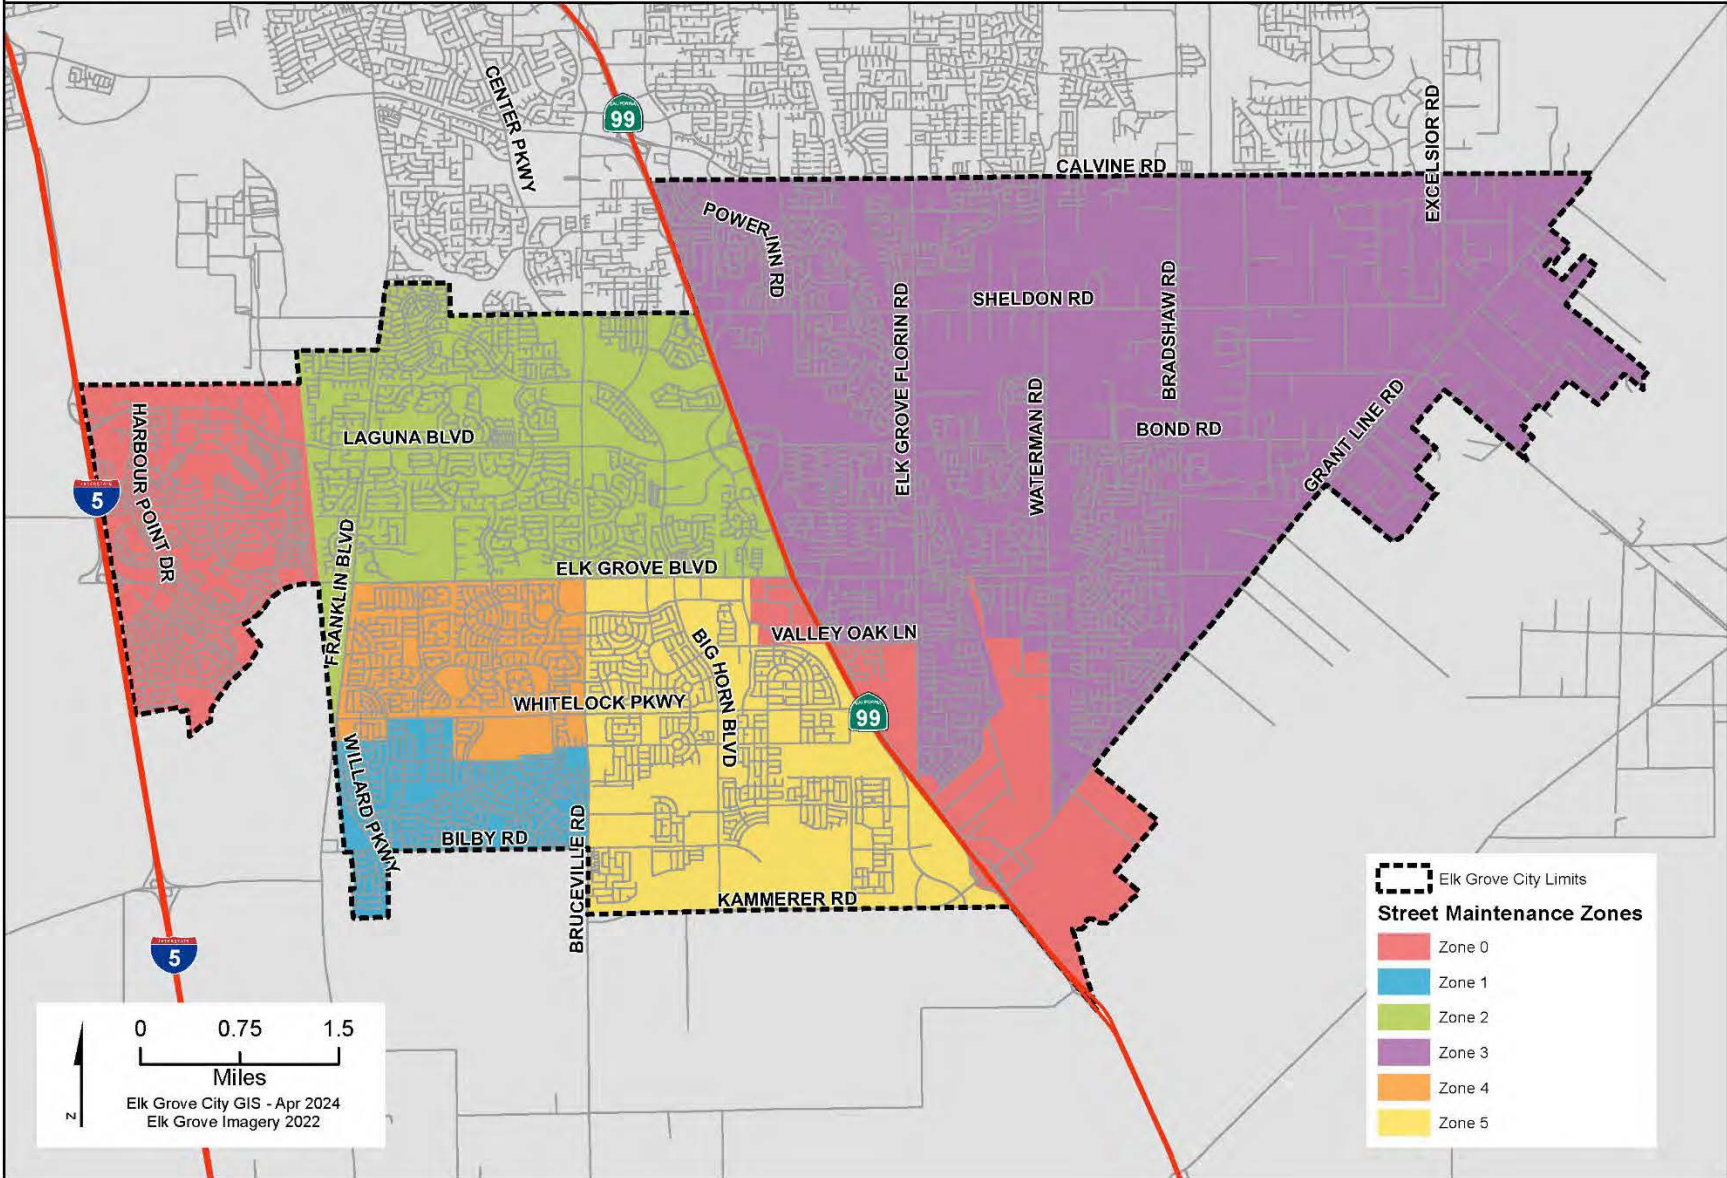 CENTER PKWY
CALIFORNIA
99
EXCELSIOR RD
CALVINE RD
POWER INN RD
SHELDON RD
BRADSHAW RD
ELK GROVE FLORIN RD
WATERMAN RD
GRANT LINE RD
BOND RD
HARBOUR POINT DR
LAGUNA BLVD
INTERSTATE
5
FRANKLIN BLVD
ELK GROVE BLVD
VALLEY OAK LN
BIG HORN BLVD
WHITELOCK PKWY
CALIFORNIA
99
WILLARD PKWY
BILBY RD
BRUCEVILLE RD
KAMMERER RD
INTERSTATE
5
Elk Grove City Limits
Street Maintenance Zones
Zone 0
Zone 1
Zone 2
Zone 3
Zone 4
Zone 5
0 0.75 1.5
Miles
N
Elk Grove City GIS - Apr 2024
Elk Grove Imagery 2022